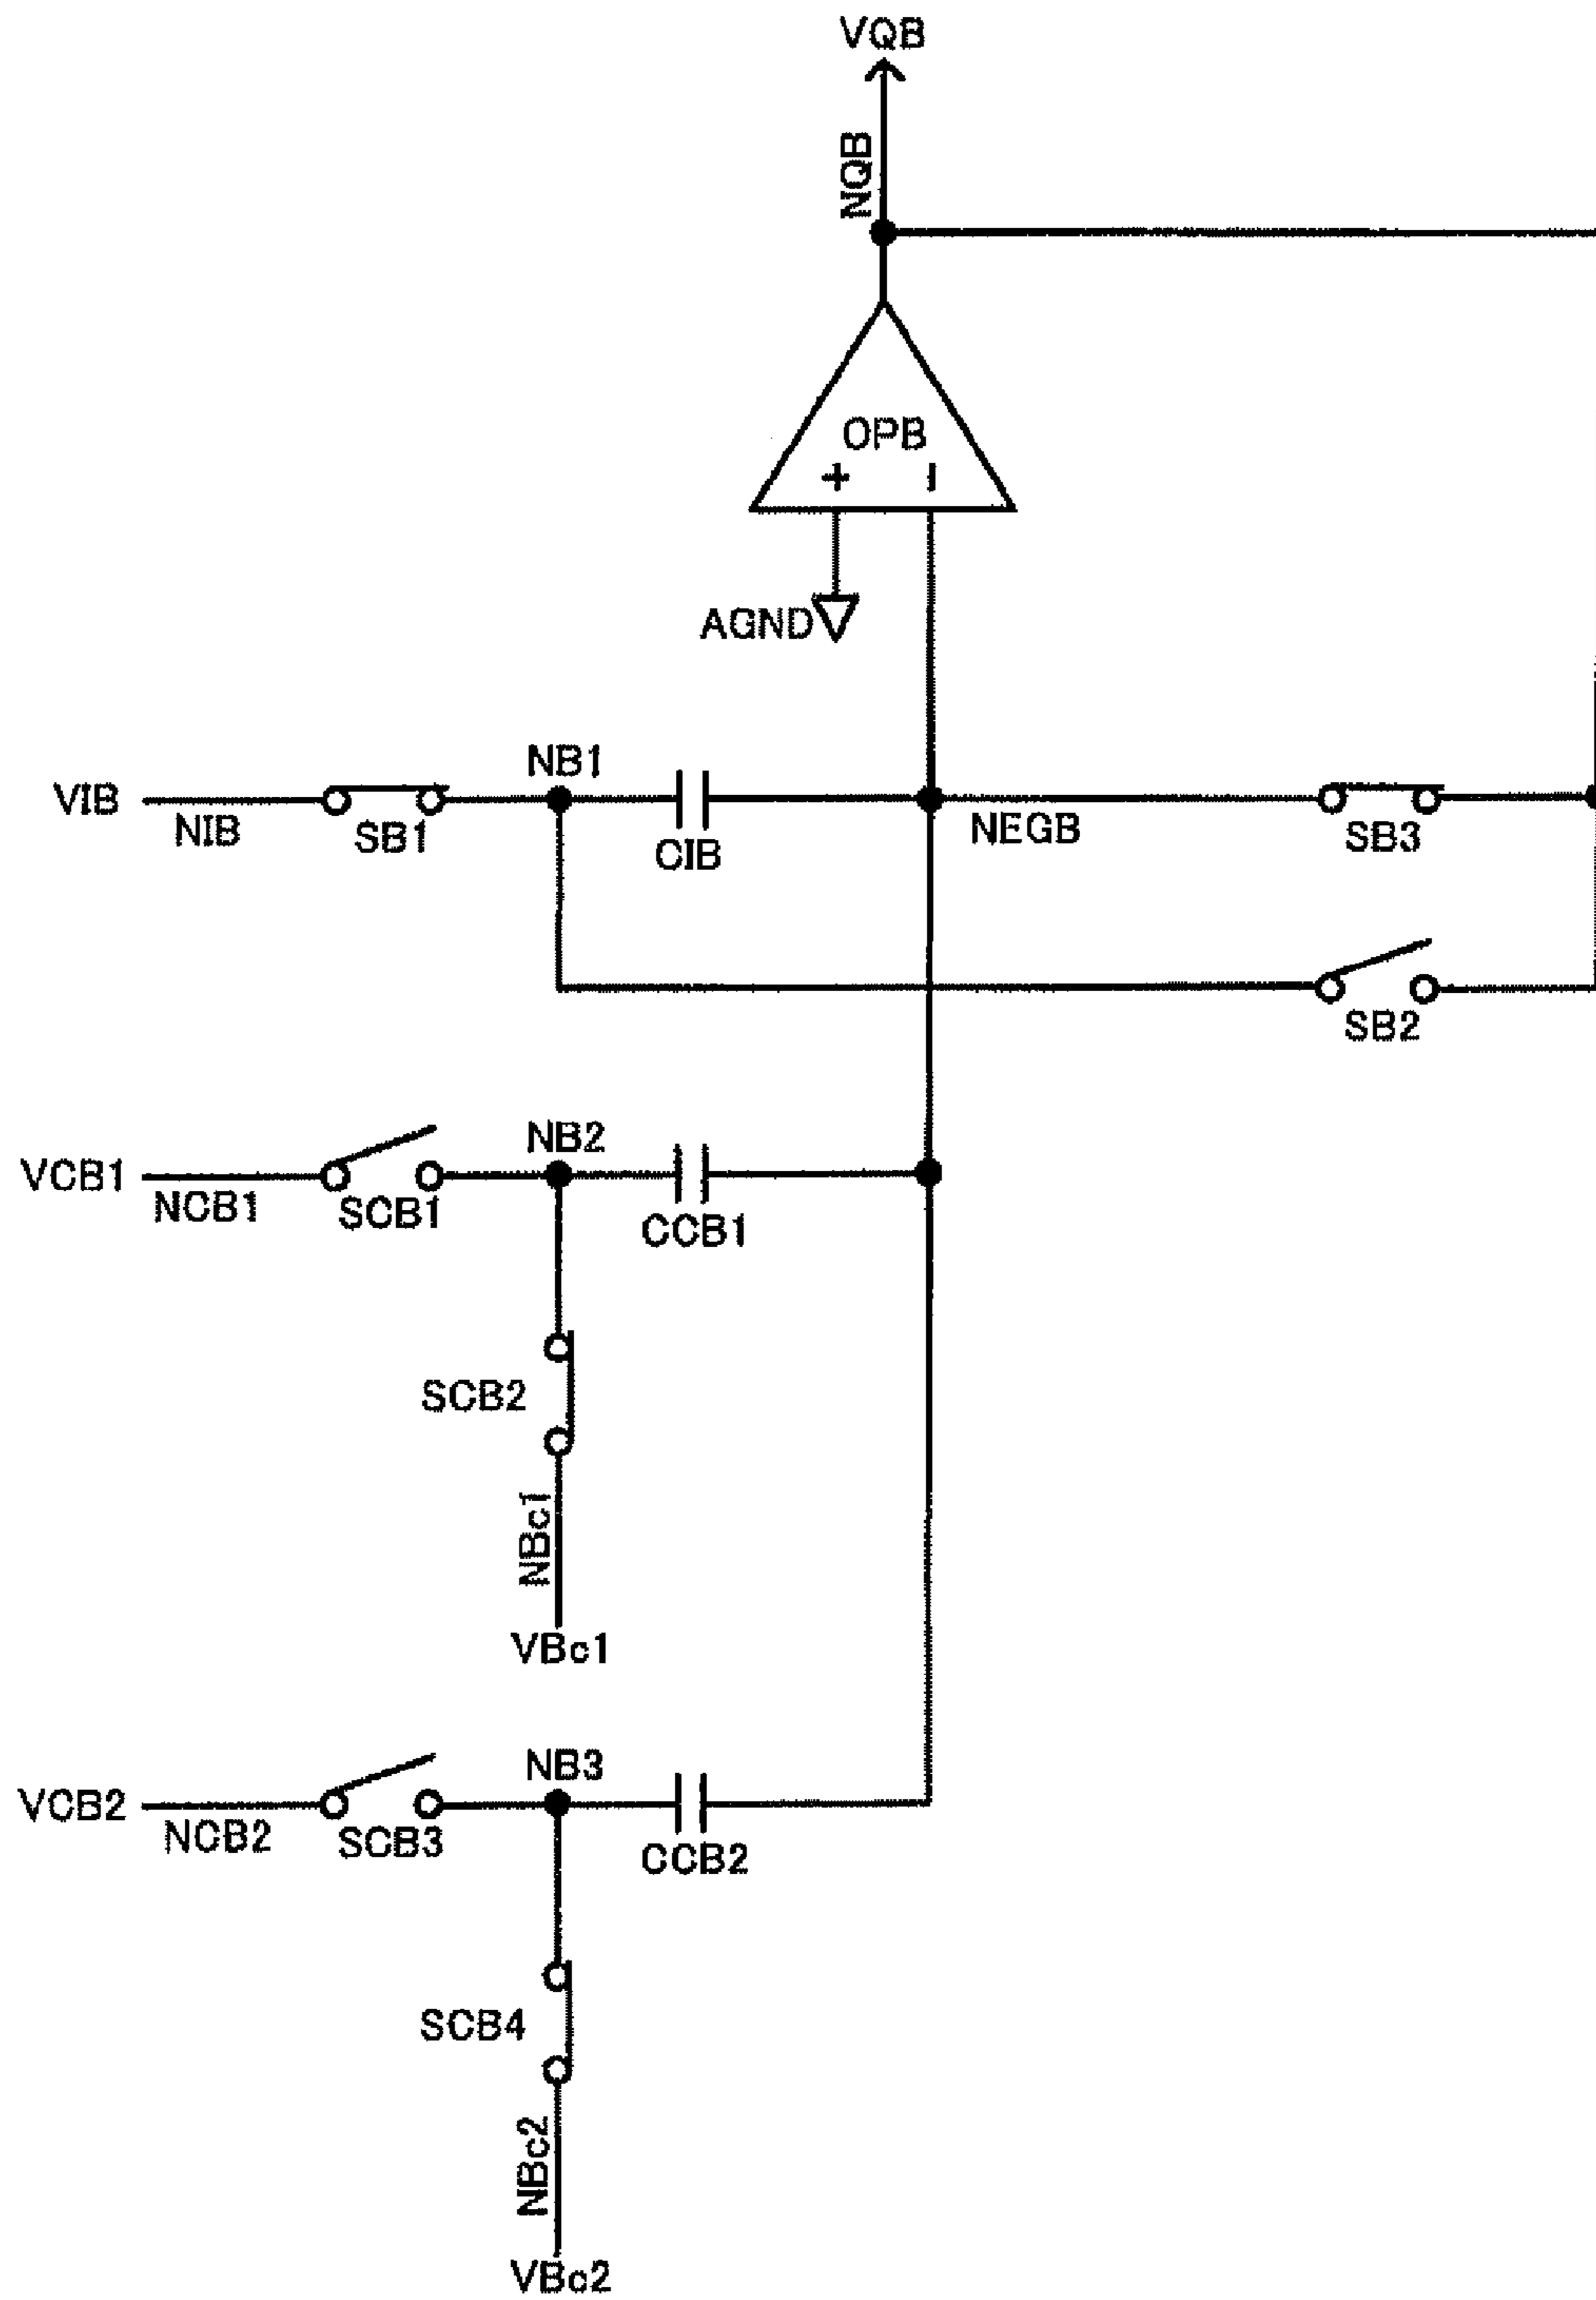 VQB
NQB
OPB
+ -
AGND
NB1
VIB
NIB
SB1
CIB
NEGB
SB3
SB2
NB2
VCB1
NCB1
SCB1
CCB1
SCB2
NBc1
VBc1
NB3
VCB2
NCB2
SCB3
CCB2
SCB4
NBc2
VBc2